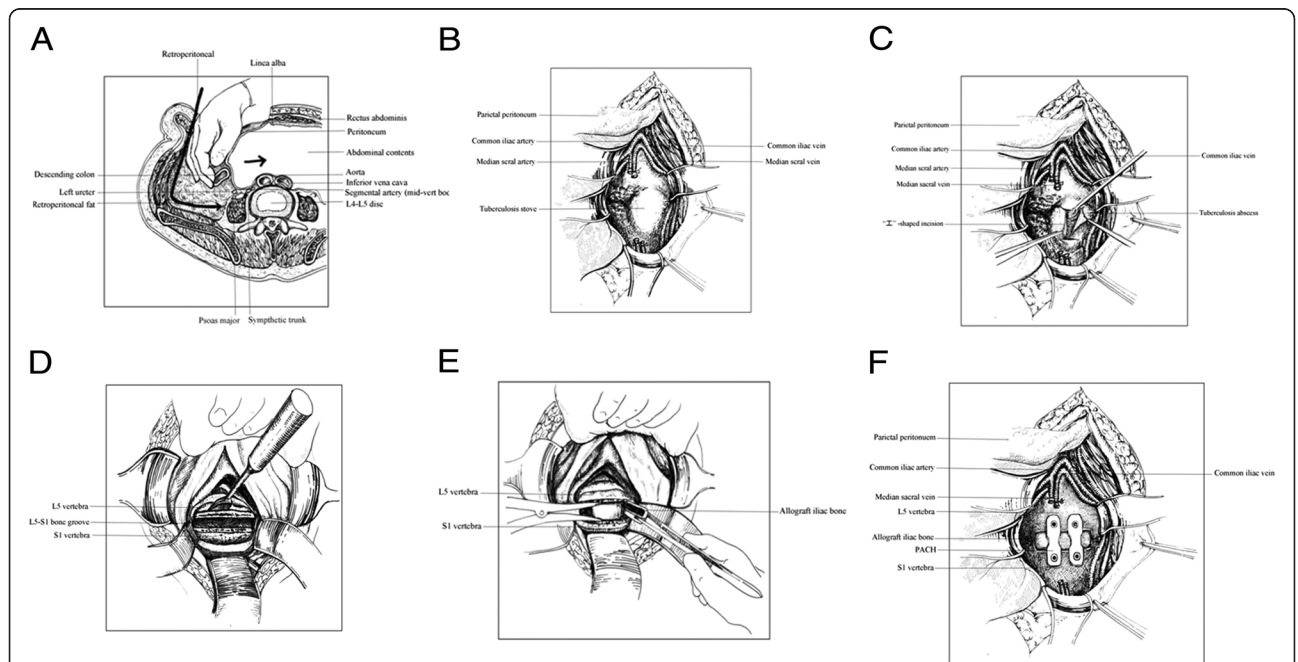 A
Retroperitoneal
Linea alba
Rectus abdominis
Peritoneum
Abdominal contents
Aorta
Inferior vena cava
Segmental artery (mid-vert boc
L4-L5 disc
Descending colon
Left ureter
Retroperitoneal fat
Psoas major
Sympthetic trunk
B
Parietal peritoneum
Common iliac artery
Median seral artery
Tuberculosis stove
Common iliac vein
Median seral vein
C
Parietal peritoneum
Common iliac artery
Median seral artery
Median sacral vein
"工"-shaped incision
Common iliac vein
Tuberculosis abscess
D
L5 vertebra
L5-S1 bone groove
S1 vertebra
E
L5 vertebra
S1 vertebra
Allograft iliac bone
F
Parietal peritonuem
Common iliac artery
Median sacral vein
L5 vertebra
Allograft iliac bone
PACH
S1 vertebra
Common iliac vein